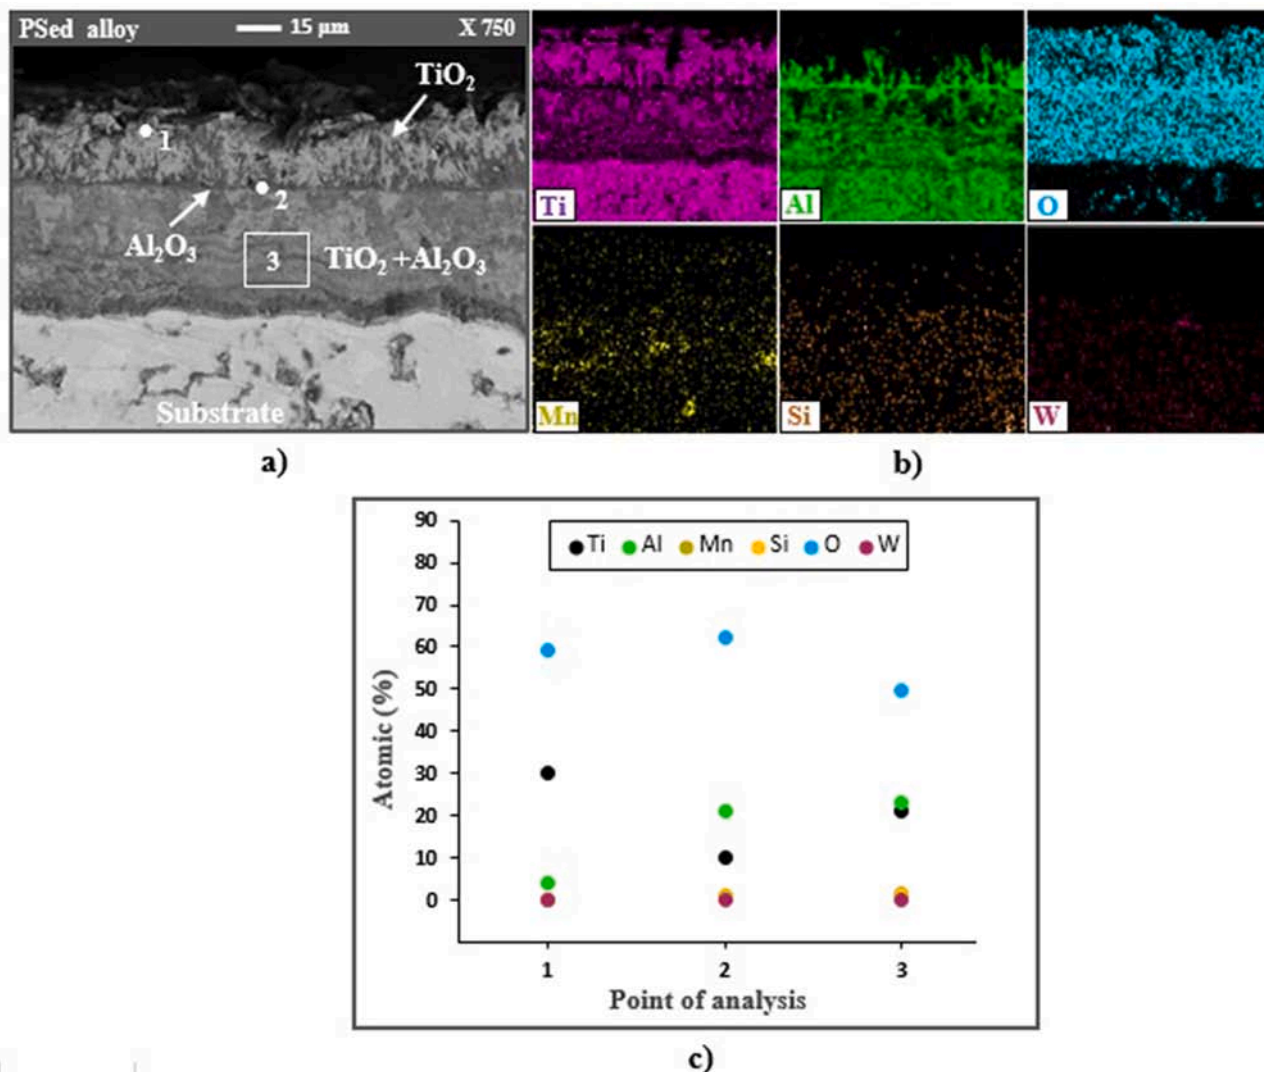 PSed alloy 15 μm X 750
TiO₂
1
2
Al₂O₃
3 TiO₂ +Al₂O₃
Substrate
Ti Al O
Mn Si W
a) b)
Ti Al Mn Si O W
90
80
70
60
50
40
30
20
10
0
Atomic (%)
1 2 3
Point of analysis
c)